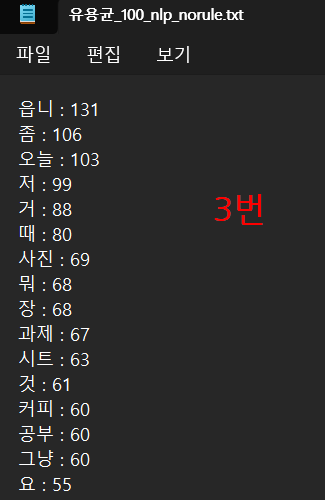 유용균_100_nlp_norule.txt
파일 편집 보기
읍니 : 131
좀 : 106
오늘 : 103
저 : 99
거 : 88
3번
때 : 80
사진 : 69
뭐 : 68
장 : 68
과제 : 67
시트 : 63
것 : 61
커피 : 60
공부 : 60
그냥 : 60
요 : 55